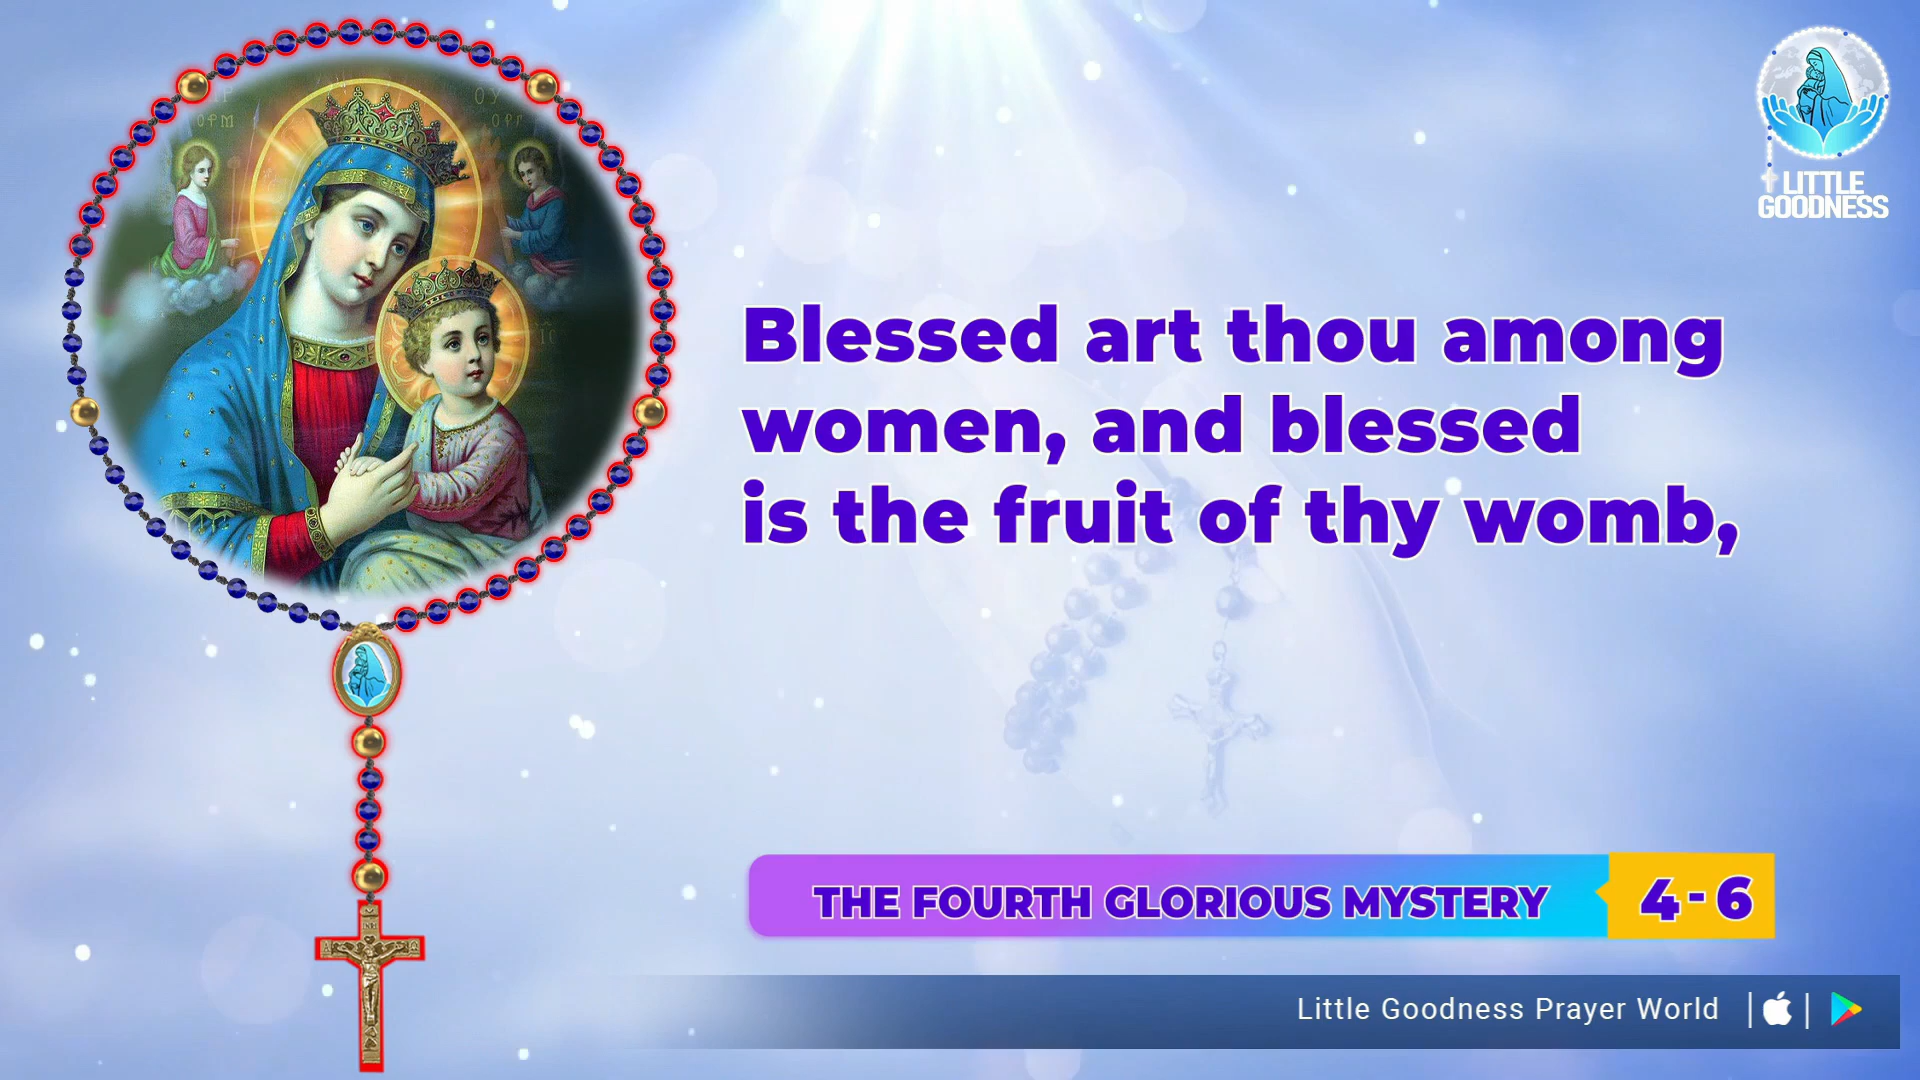 LITTLE
GOODNESS
Blessed art thou among
women, and blessed
is the fruit of thy womb,
THE FOURTH GLORIOUS MYSTERY
4 - 6
Little Goodness Prayer World